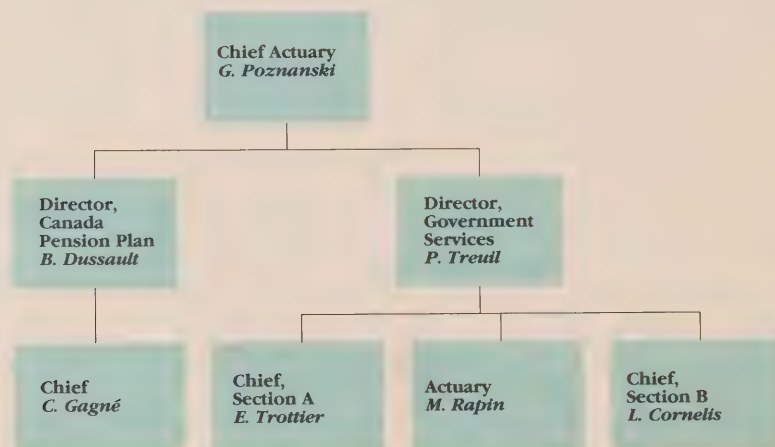 Chief Actuary
G. Poznanski
Director,
Canada
Pension Plan
B. Dussault
Director,
Government
Services
P. Treuil
Chief
C. Gagné
Chief,
Section A
E. Trottier
Actuary
M. Rapin
Chief,
Section B
L. Cornelis